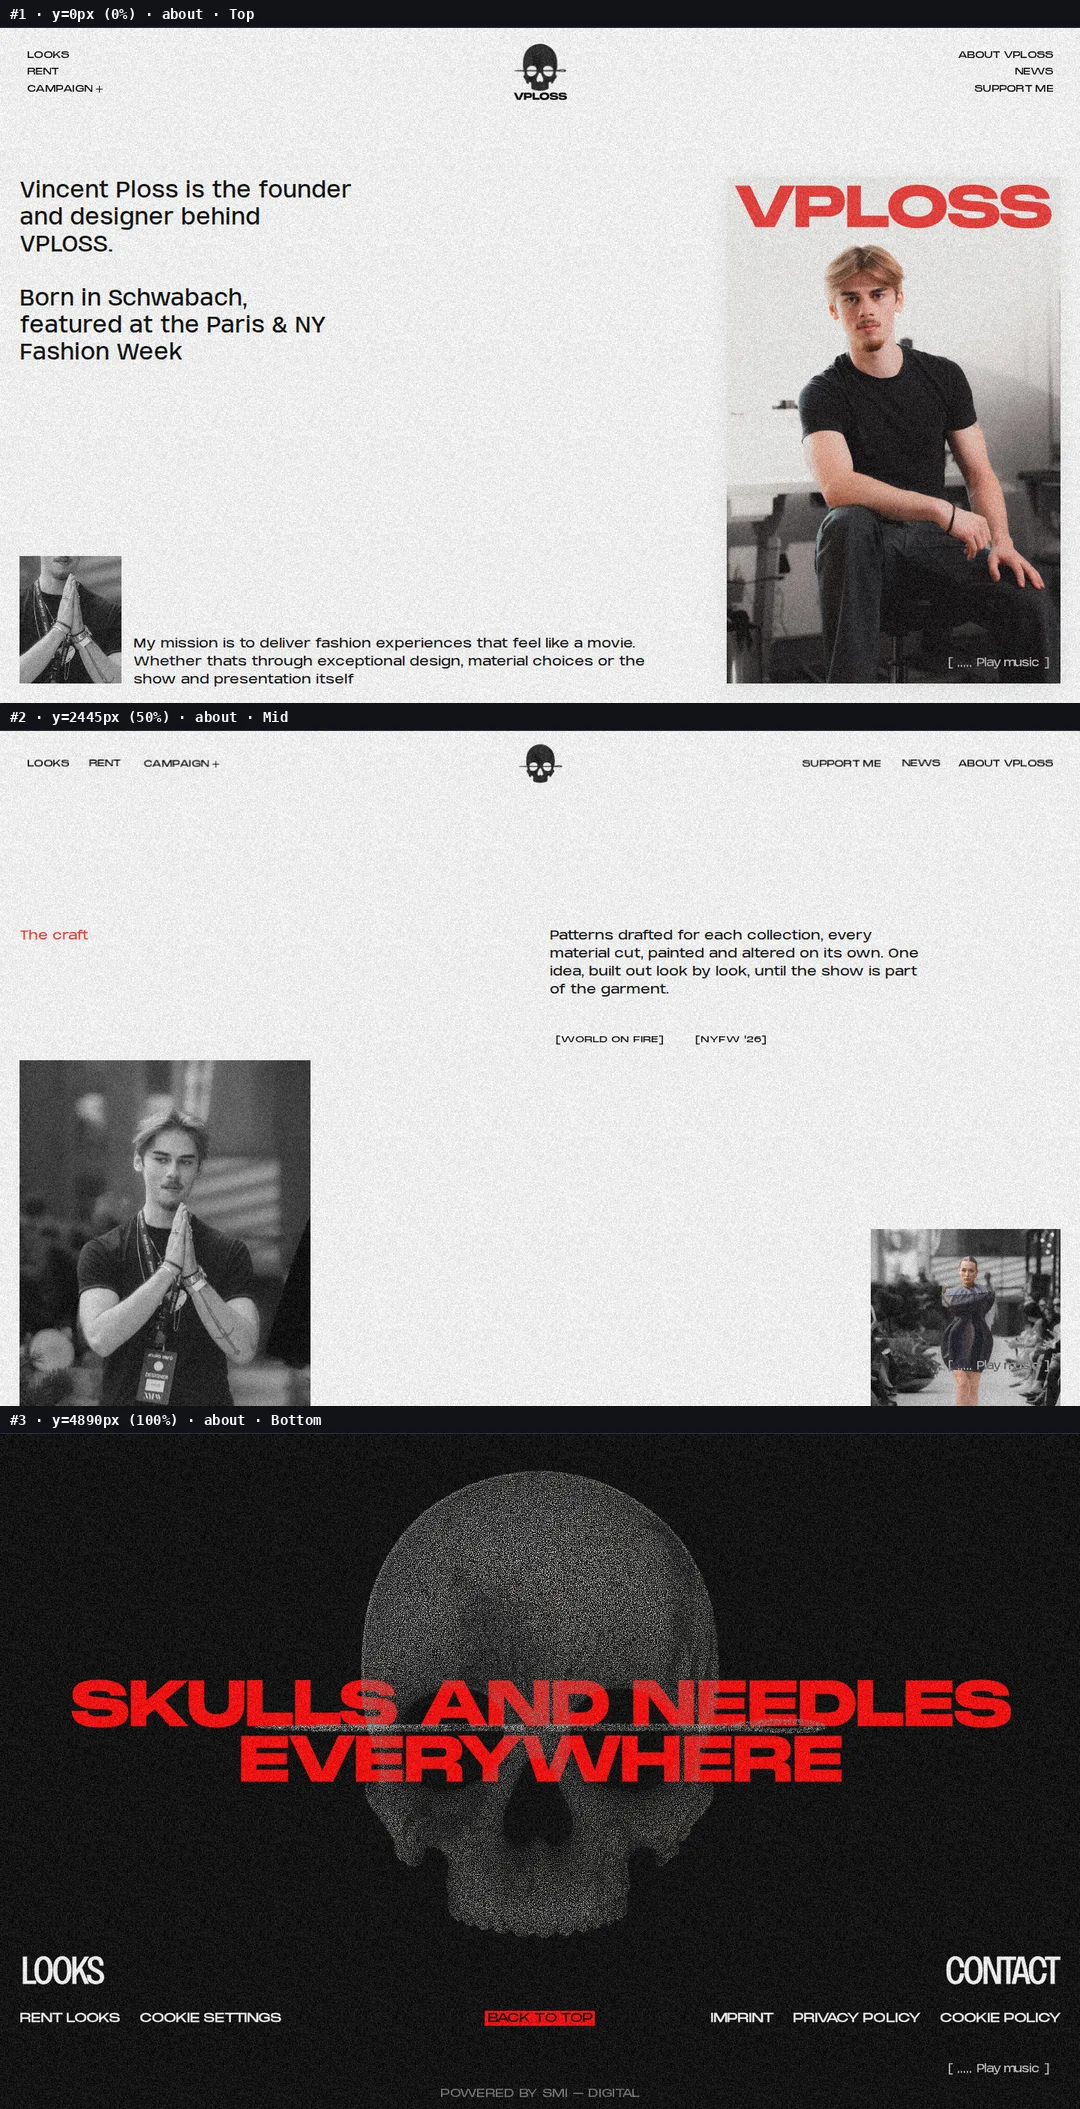 #1 · y=0px (0%) · about · Top
LOOKS
RENT
CAMPAIGN +
VPLOSS
ABOUT VPLOSS
NEWS
SUPPORT ME
Vincent Ploss is the founder
and designer behind
VPLOSS.
Born in Schwabach,
featured at the Paris & NY
Fashion Week
VPLOSS
My mission is to deliver fashion experiences that feel like a movie.
Whether thats through exceptional design, material choices or the
show and presentation itself
[ ..... Play music ]
#2 · y=2445px (50%) · about · Mid
LOOKS RENT CAMPAIGN +
SUPPORT ME NEWS ABOUT VPLOSS
The craft
Patterns drafted for each collection, every
material cut, painted and altered on its own. One
idea, built out look by look, until the show is part
of the garment.
[WORLD ON FIRE] [NYFW '26]
DESIGNER
[ ..... Play music ]
#3 · y=4890px (100%) · about · Bottom
SKULLS AND NEEDLES
EVERYWHERE
LOOKS
CONTACT
RENT LOOKS COOKIE SETTINGS
BACK TO TOP
IMPRINT PRIVACY POLICY COOKIE POLICY
[ ..... Play music ]
POWERED BY SMI — DIGITAL